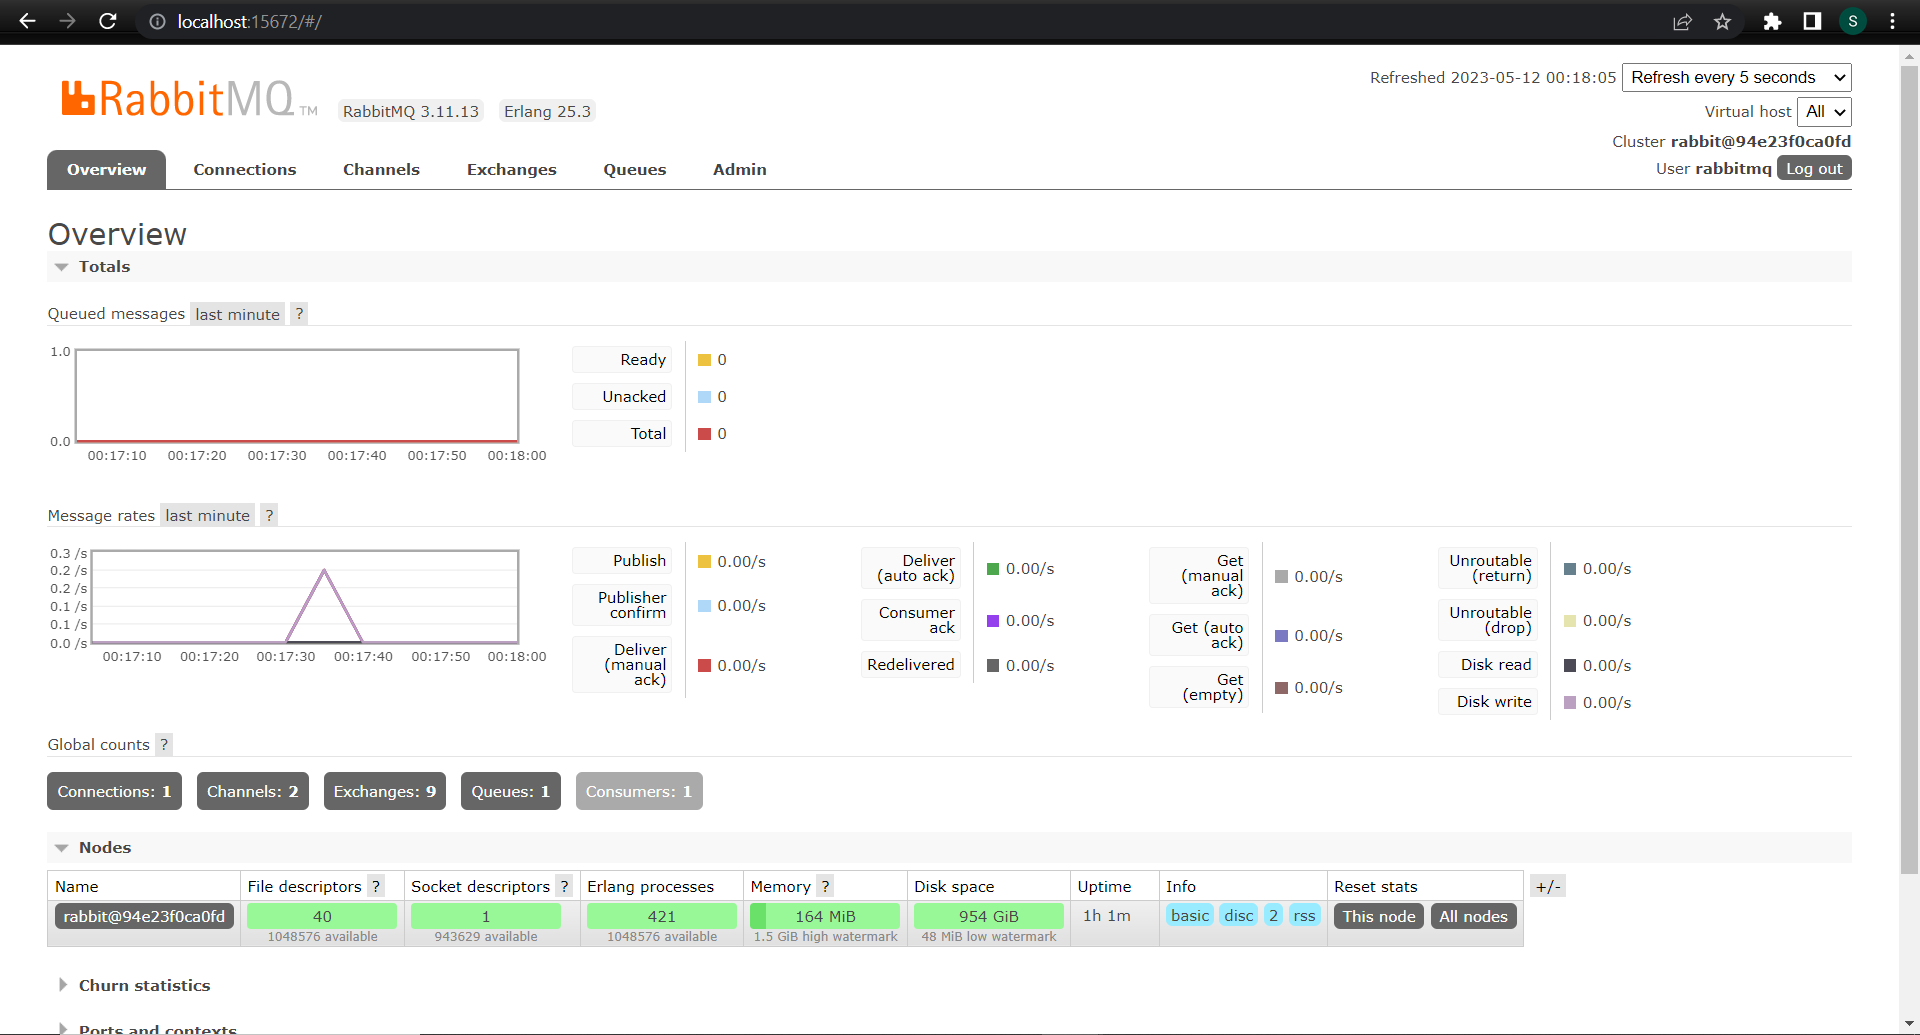 localhost:15672/#/
S
RabbitMQ TM
RabbitMQ 3.11.13 Erlang 25.3
Refreshed 2023-05-12 00:18:05 Refresh every 5 seconds
Virtual host All
Cluster rabbit@94e23f0ca0fd
User rabbitmq Log out
Overview Connections Channels Exchanges Queues Admin
Overview
Totals
Queued messages last minute ?
1.0
0.0
00:17:10 00:17:20 00:17:30 00:17:40 00:17:50 00:18:00
Ready 0
Unacked 0
Total 0
Message rates last minute ?
0.3 /s
0.2 /s
0.2 /s
0.1 /s
0.1 /s
0.0 /s
00:17:10 00:17:20 00:17:30 00:17:40 00:17:50 00:18:00
Publish 0.00/s
Publisher
confirm 0.00/s
Deliver
(manual
ack) 0.00/s
Deliver
(auto ack) 0.00/s
Consumer
ack 0.00/s
Redelivered 0.00/s
Get
(manual
ack) 0.00/s
Get (auto
ack) 0.00/s
Get
(empty) 0.00/s
Unroutable
(return) 0.00/s
Unroutable
(drop) 0.00/s
Disk read 0.00/s
Disk write 0.00/s
Global counts ?
Connections: 1 Channels: 2 Exchanges: 9 Queues: 1 Consumers: 1
Nodes
Name File descriptors ? Socket descriptors ? Erlang processes Memory ? Disk space Uptime Info Reset stats +/-
rabbit@94e23f0ca0fd 40 1 421 164 MiB 954 GiB 1h 1m basic disc 2 rss This node All nodes
1048576 available 943629 available 1048576 available 1.5 GiB high watermark 48 MiB low watermark
Churn statistics
Ports and contexts